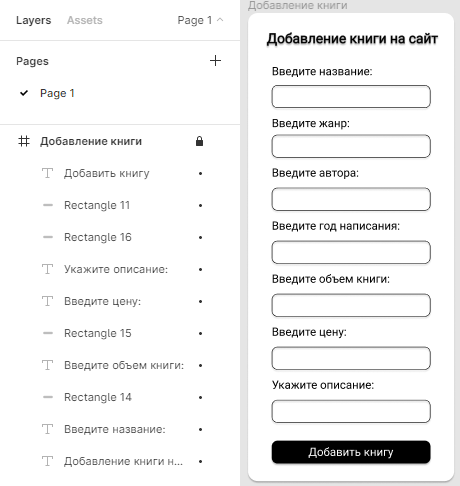 Layers Assets Page 1
Pages
Page 1
Добавление книги
Добавить книгу
Rectangle 11
Rectangle 16
Укажите описание:
Введите цену:
Rectangle 15
Введите объем книги:
Rectangle 14
Введите название:
Добавление книги н...
Добавление книги
Добавление книги на сайт
Введите название:
Введите жанр:
Введите автора:
Введите год написания:
Введите объем книги:
Введите цену:
Укажите описание:
Добавить книгу